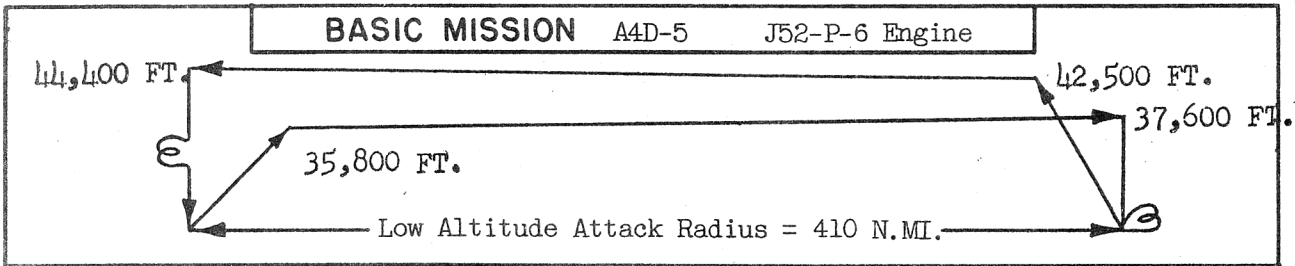 BASIC MISSION A4D-5 J52-P-6 Engine
44,400 FT.
42,500 FT.
37,600 FT.
35,800 FT.
Low Altitude Attack Radius = 410 N.MI.